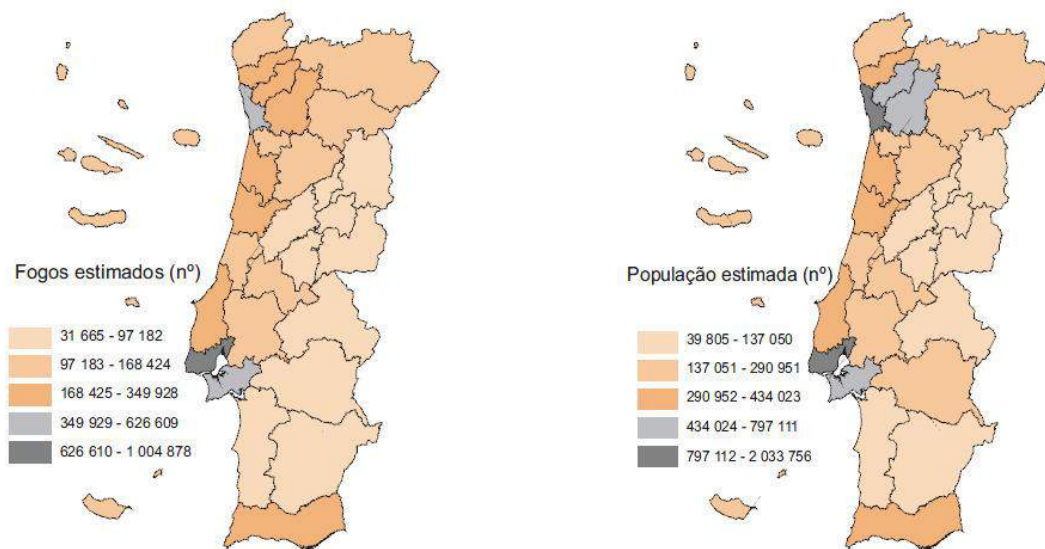 Fogos estimados (nº)
31 665 - 97 182
97 183 - 168 424
168 425 - 349 928
349 929 - 626 609
626 610 - 1 004 878
População estimada (nº)
39 805 - 137 050
137 051 - 290 951
290 952 - 434 023
434 024 - 797 111
797 112 - 2 033 756